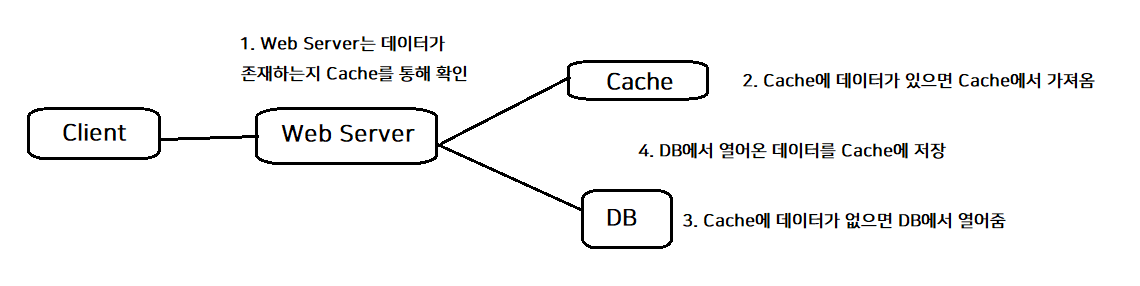 1. Web Server는 데이터가
존재하는지 Cache를 통해 확인
Cache
2. Cache에 데이터가 있으면 Cache에서 가져옴
Client
Web Server
4. DB에서 열어온 데이터를 Cache에 저장
DB
3. Cache에 데이터가 없으면 DB에서 열어줌